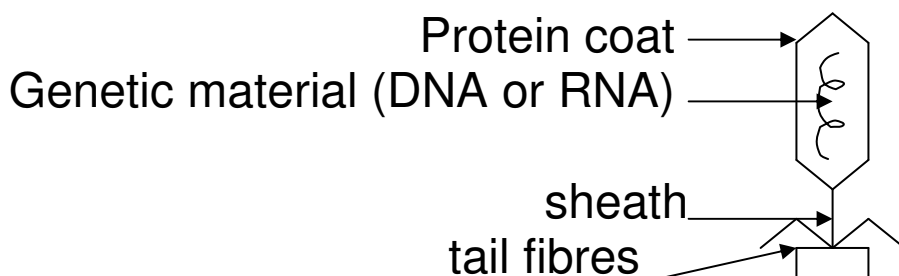 Protein coat
Genetic material (DNA or RNA)
sheath
tail fibres